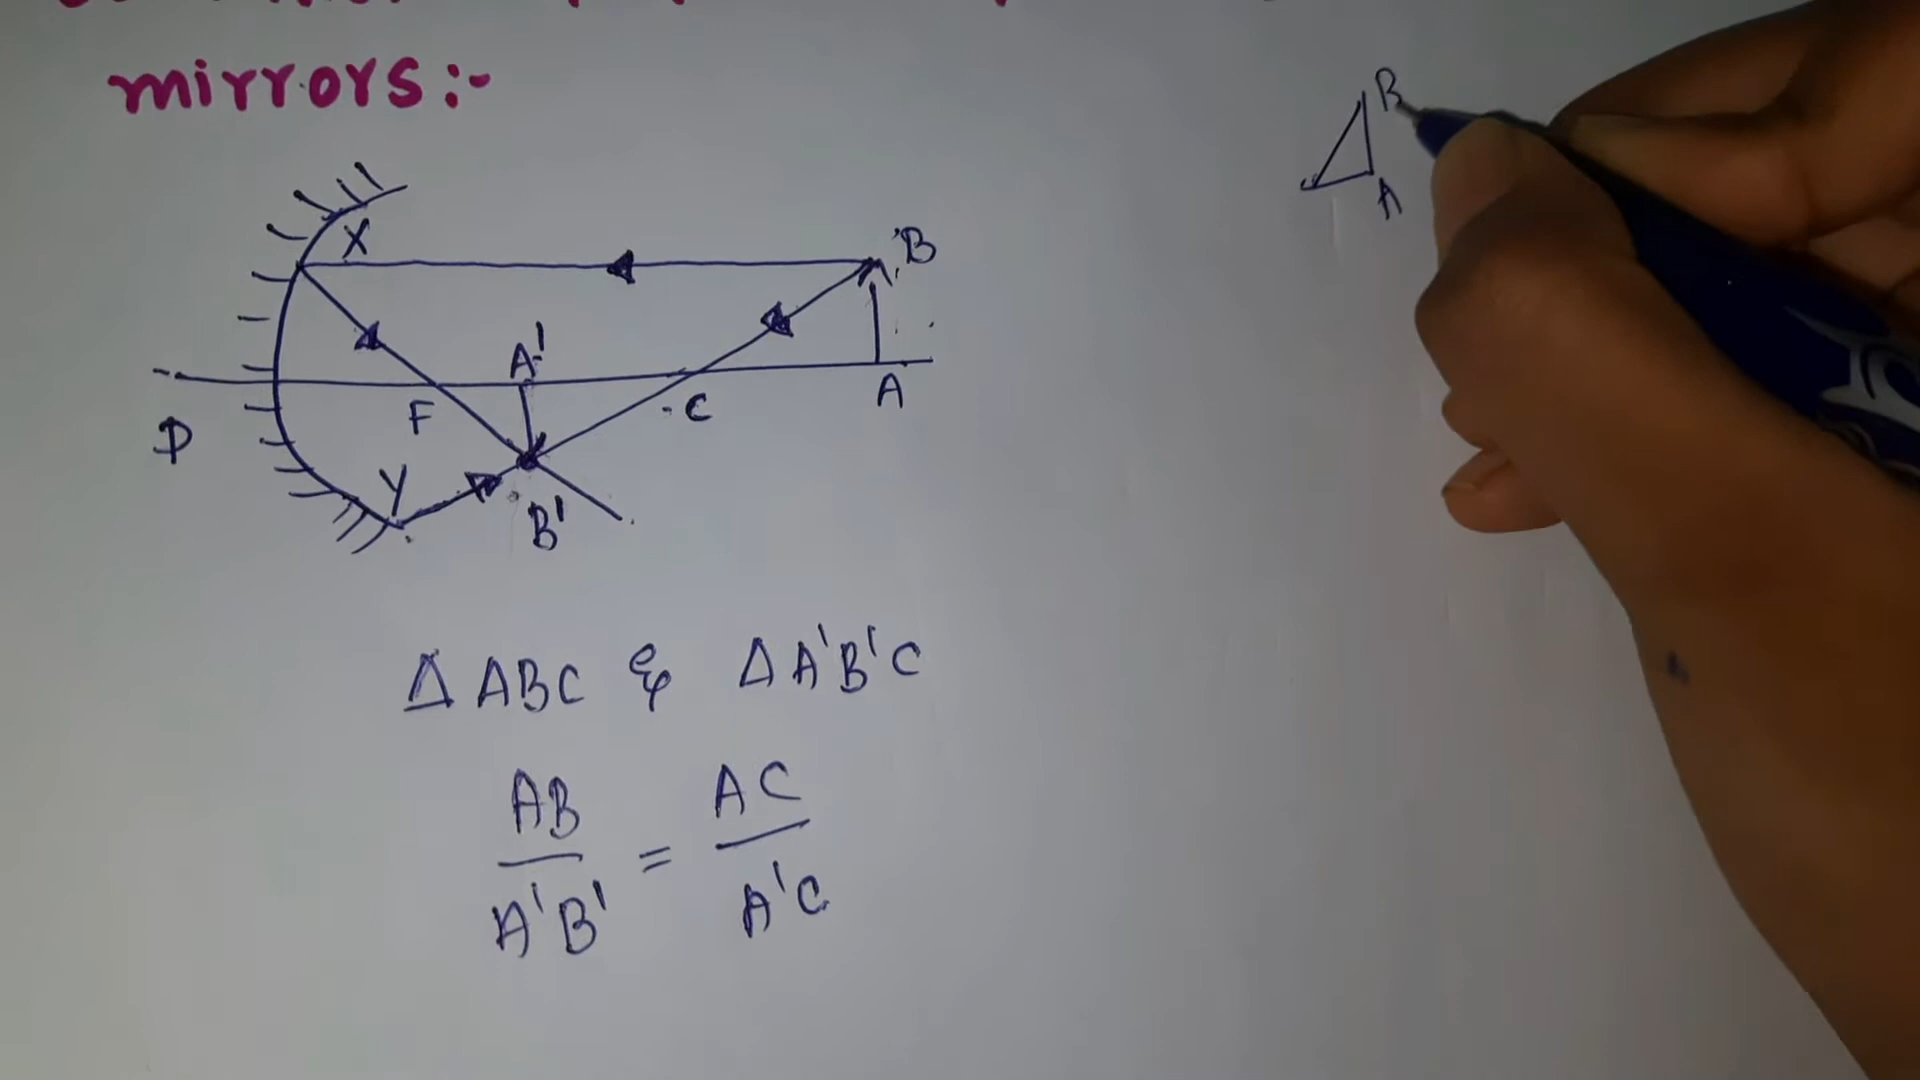 mirrors:-
B
A
X
B
A'
F
C
A
P
Y
B'
Δ ABC & Δ A'B'C
AB / A'B' = AC / A'C